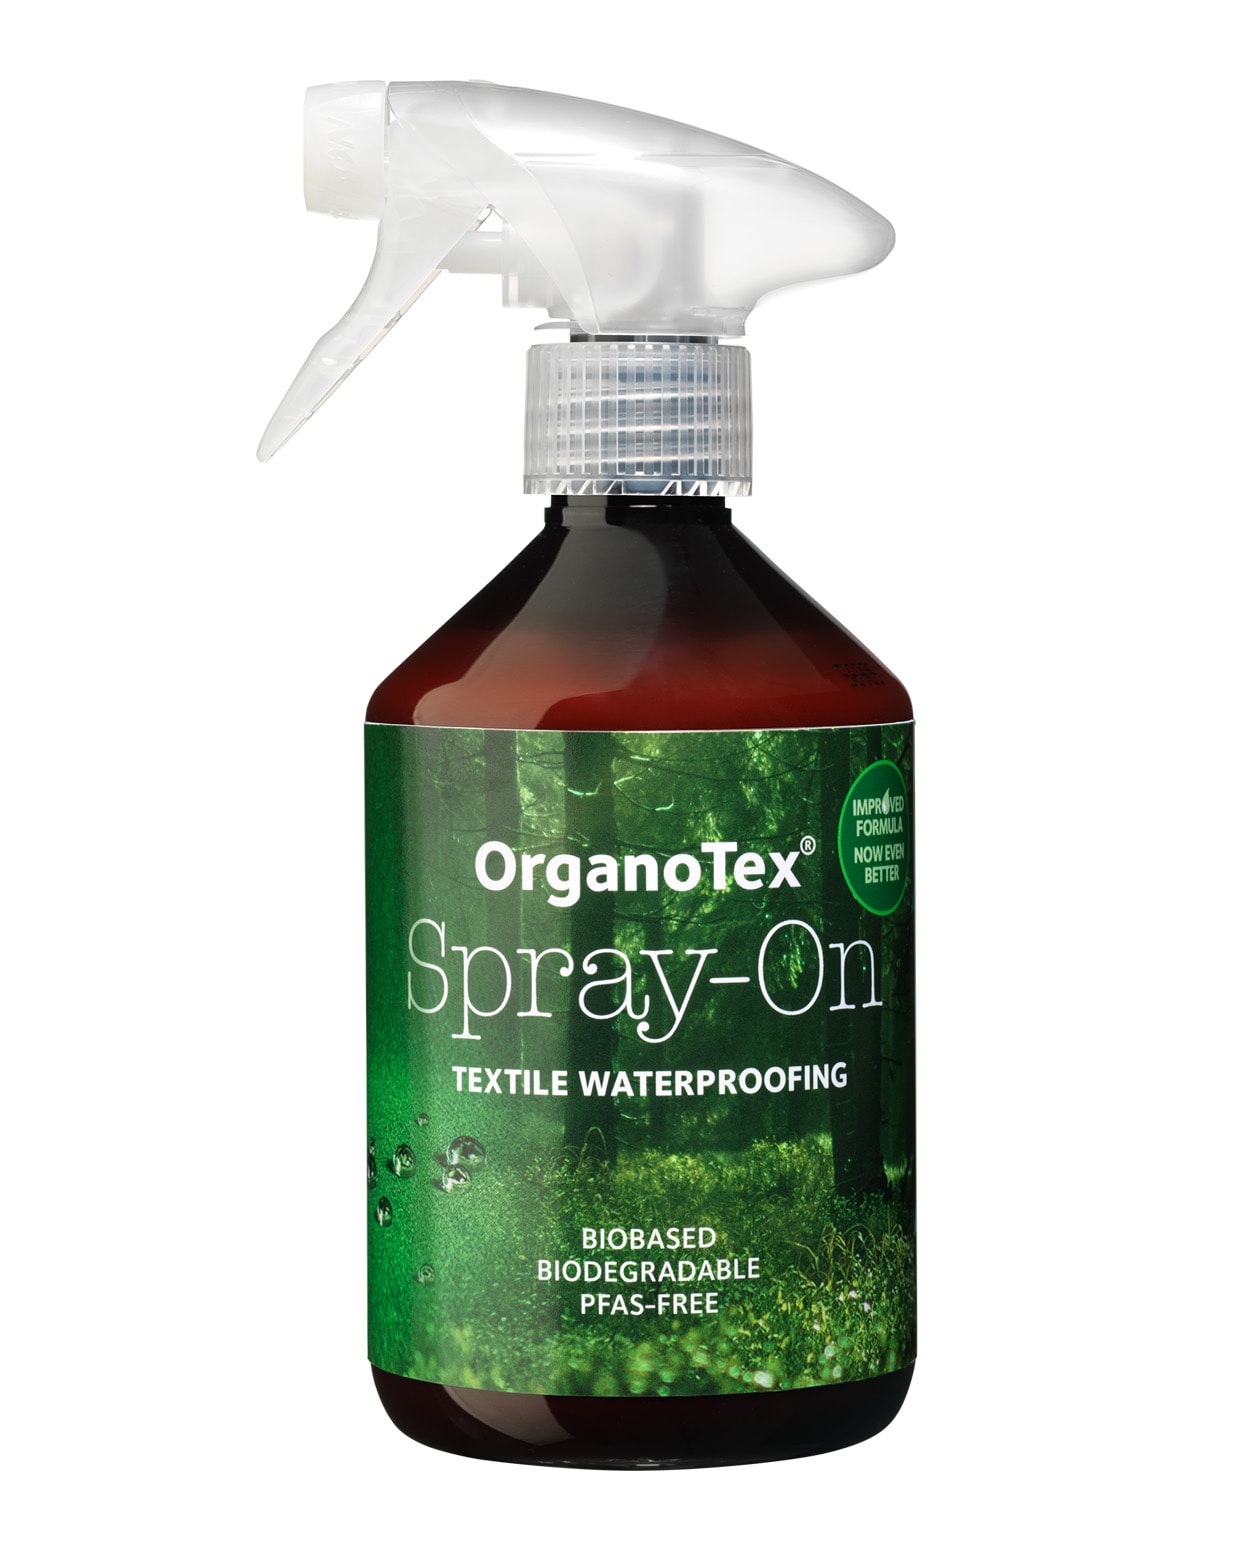 IMPROVED
FORMULA
NOW EVEN
BETTER
OrganoTex®
Spray-On
TEXTILE WATERPROOFING
BIOBASED
BIODEGRADABLE
PFAS-FREE